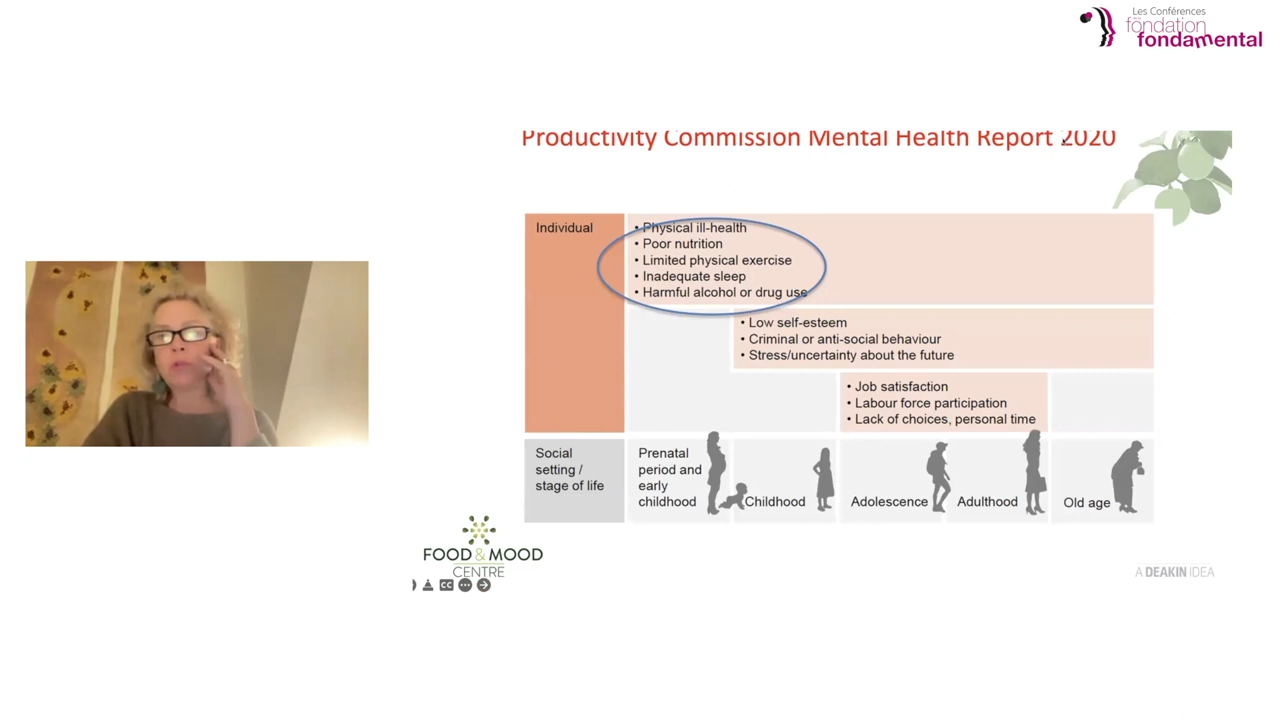 Les Conférences
fondation
fondamental
Productivity Commission Mental Health Report 2020
Individual
• Physical ill-health
• Poor nutrition
• Limited physical exercise
• Inadequate sleep
• Harmful alcohol or drug use
• Low self-esteem
• Criminal or anti-social behaviour
• Stress/uncertainty about the future
• Job satisfaction
• Labour force participation
• Lack of choices, personal time
Social
setting /
stage of life
Prenatal
period and
early
childhood
Childhood
Adolescence
Adulthood
Old age
FOOD & MOOD
CENTRE
CC
A DEAKIN IDEA